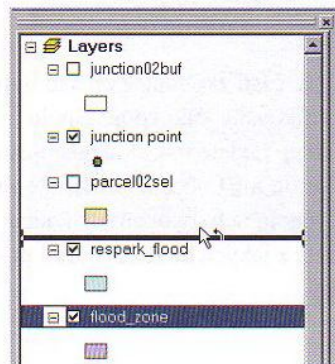 Layers
junction02buf
junction point
parcel02sel
respark_flood
flood_zone